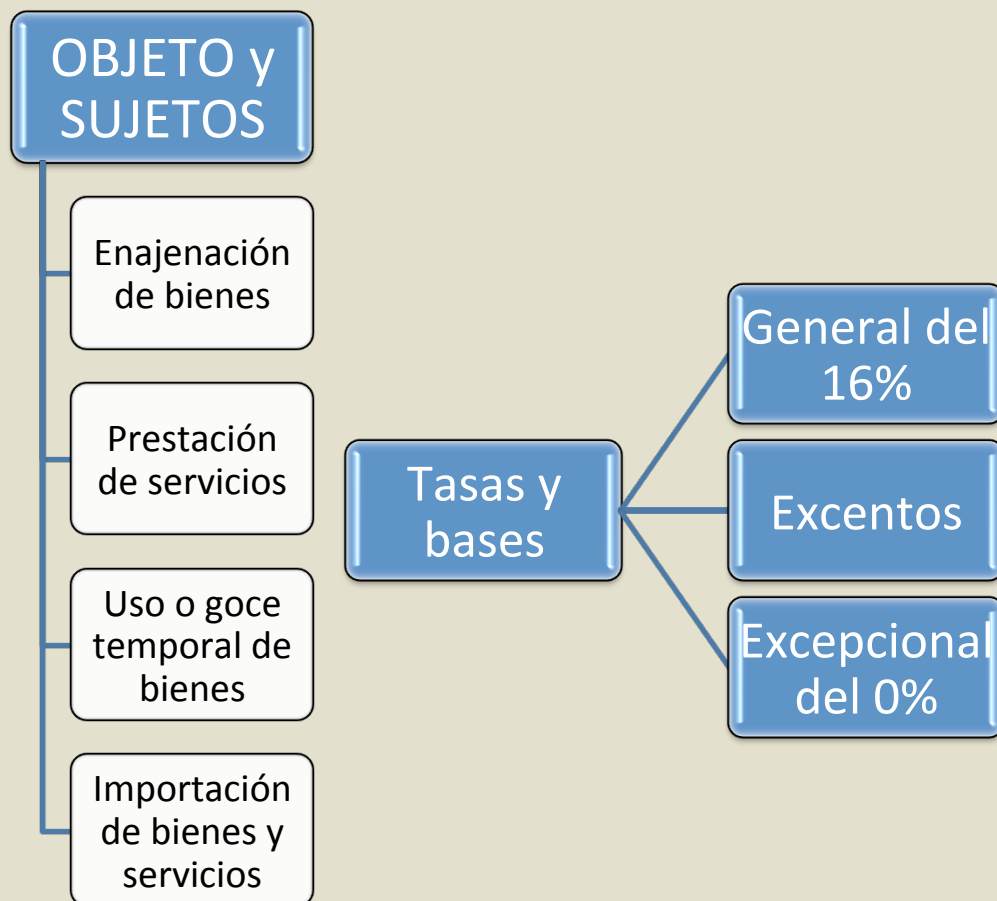 OBJETO y
SUJETOS
Enajenación
de bienes
Prestación
de servicios
Uso o goce
temporal de
bienes
Importación
de bienes y
servicios
Tasas y
bases
General del
16%
Excentos
Excepcional
del 0%